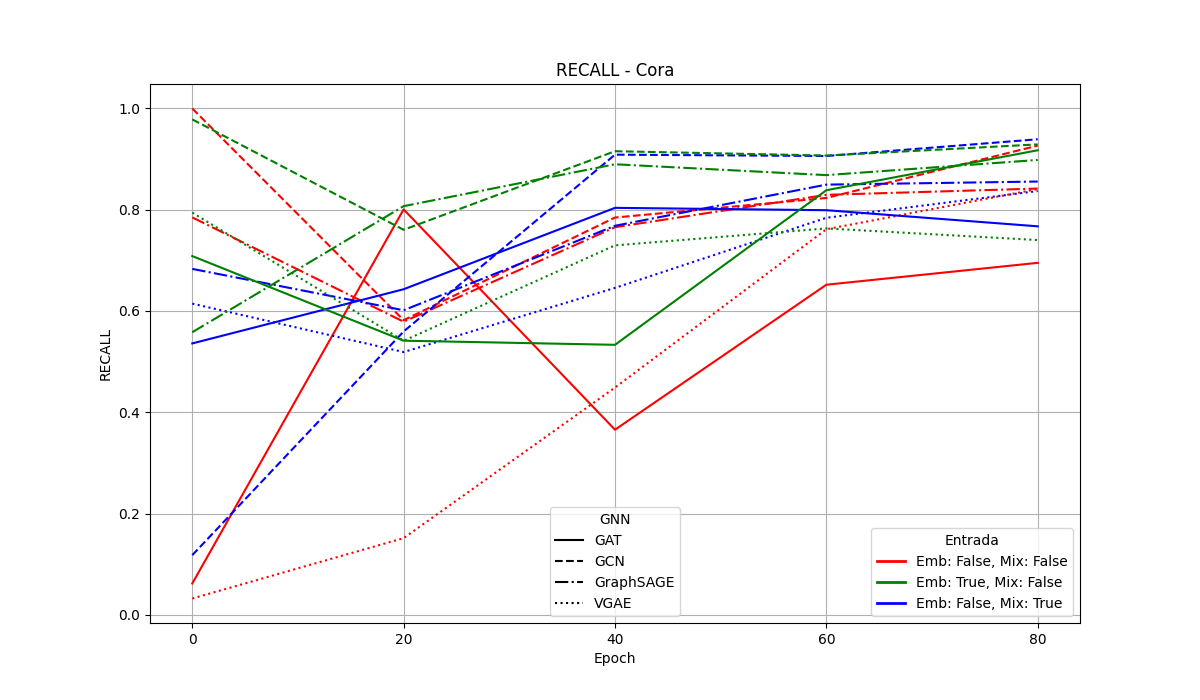 RECALL - Cora
RECALL
1.0
0.8
0.6
0.4
0.2
0.0
GNN
GAT
GCN
GraphSAGE
VGAE
Entrada
Emb: False, Mix: False
Emb: True, Mix: False
Emb: False, Mix: True
0 20 40 60 80
Epoch